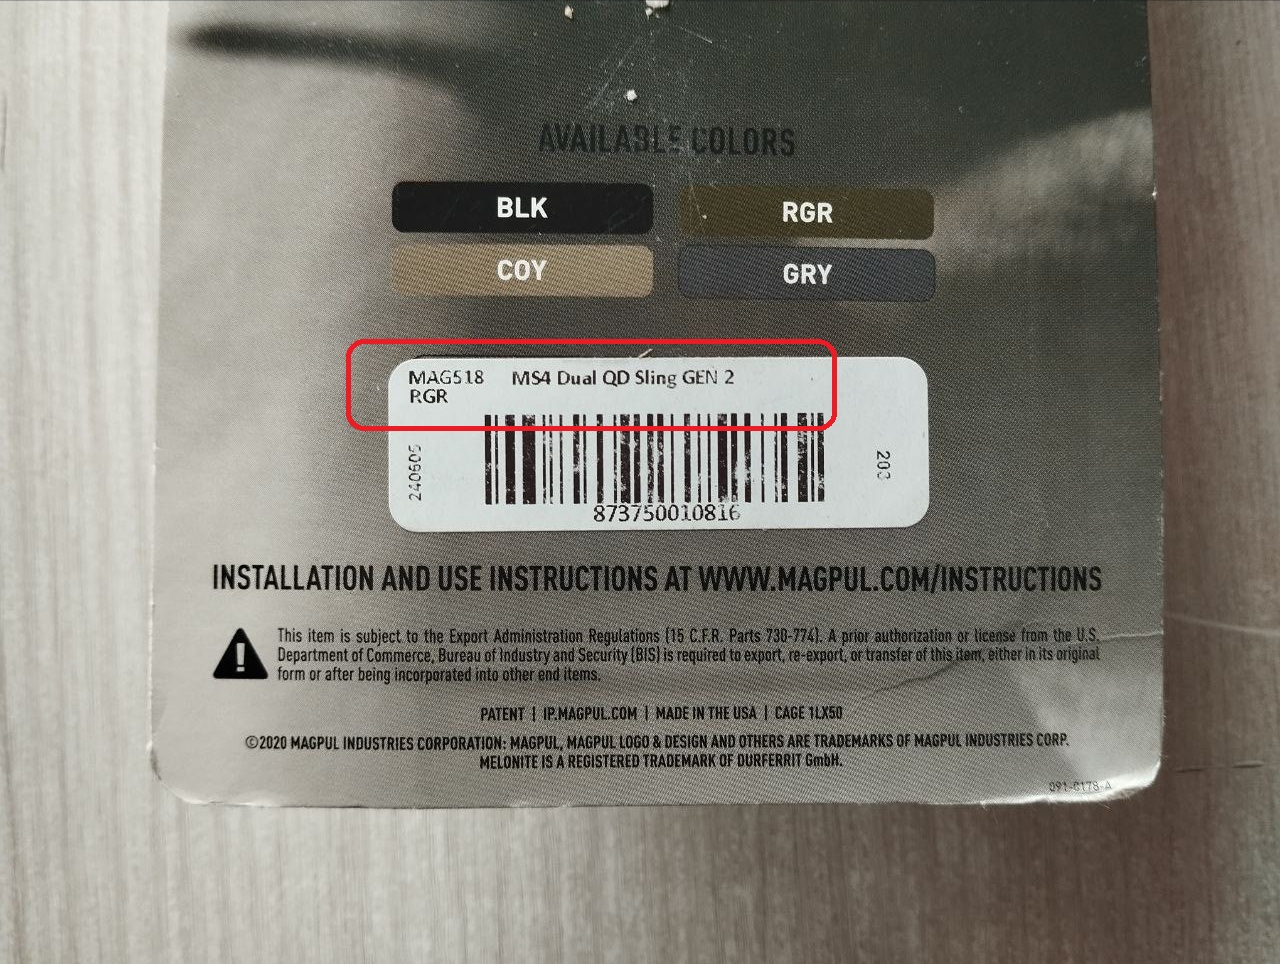 AVAILABLE COLORS
BLK
RGR
COY
GRY
MAG518 MS4 Dual QD Sling GEN 2
RGR
240605
203
873750010816
INSTALLATION AND USE INSTRUCTIONS AT WWW.MAGPUL.COM/INSTRUCTIONS
This item is subject to the Export Administration Regulations (15 C.F.R. Parts 730-774). A prior authorization or license from the U.S.
Department of Commerce, Bureau of Industry and Security (BIS) is required to export, re-export, or transfer of this item, either in its original
form or after being incorporated into other end items.
PATENT | IP.MAGPUL.COM | MADE IN THE USA | CAGE 1LX50
©2020 MAGPUL INDUSTRIES CORPORATION: MAGPUL, MAGPUL LOGO & DESIGN AND OTHERS ARE TRADEMARKS OF MAGPUL INDUSTRIES CORP.
MELONITE IS A REGISTERED TRADEMARK OF DURFERRIT GmbH.
091-0178-A